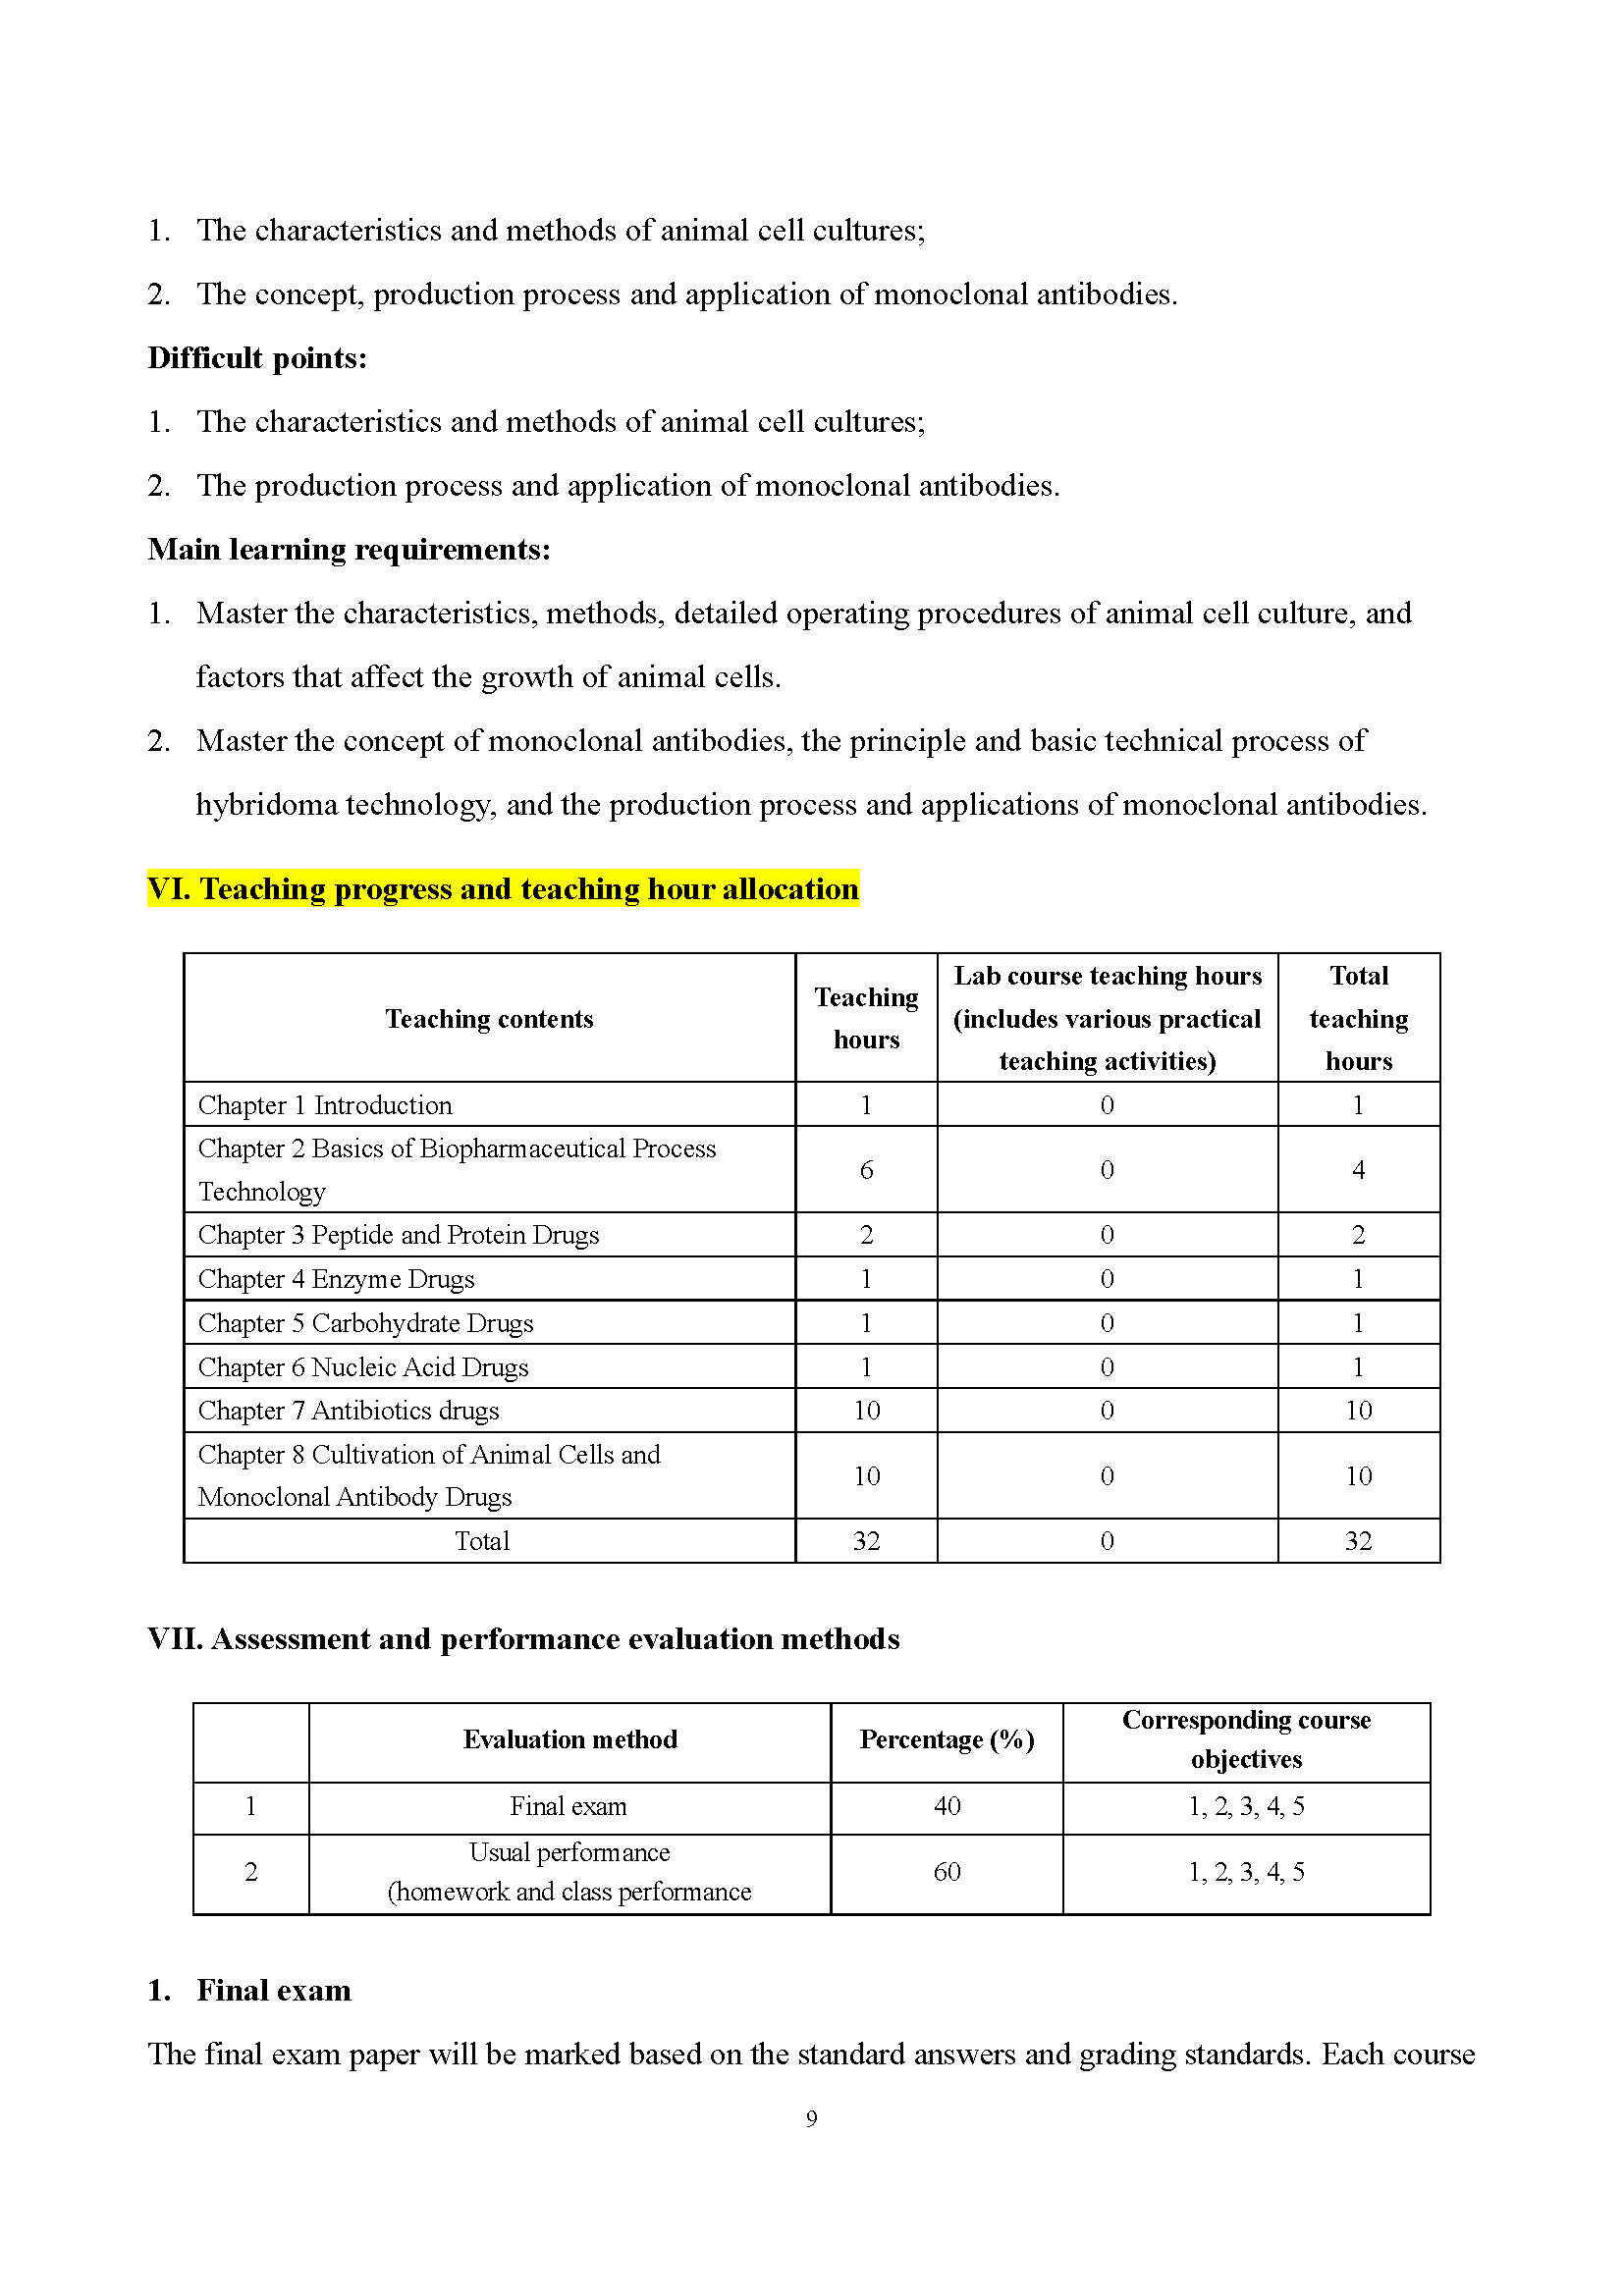 1. The characteristics and methods of animal cell cultures;
2. The concept, production process and application of monoclonal antibodies.
Difficult points:
1. The characteristics and methods of animal cell cultures;
2. The production process and application of monoclonal antibodies.
Main learning requirements:
1. Master the characteristics, methods, detailed operating procedures of animal cell culture, and
factors that affect the growth of animal cells.
2. Master the concept of monoclonal antibodies, the principle and basic technical process of
hybridoma technology, and the production process and applications of monoclonal antibodies.
VI. Teaching progress and teaching hour allocation
Teaching contents
Teaching
hours
Lab course teaching hours
(includes various practical
teaching activities)
Total
teaching
hours
Chapter 1 Introduction 1 0 1
Chapter 2 Basics of Biopharmaceutical Process
Technology
6 0 4
Chapter 3 Peptide and Protein Drugs 2 0 2
Chapter 4 Enzyme Drugs 1 0 1
Chapter 5 Carbohydrate Drugs 1 0 1
Chapter 6 Nucleic Acid Drugs 1 0 1
Chapter 7 Antibiotics drugs 10 0 10
Chapter 8 Cultivation of Animal Cells and
Monoclonal Antibody Drugs
10 0 10
Total 32 0 32
VII. Assessment and performance evaluation methods
Evaluation method Percentage (%)
Corresponding course
objectives
1 Final exam 40 1, 2, 3, 4, 5
2
Usual performance
(homework and class performance
60 1, 2, 3, 4, 5
1. Final exam
The final exam paper will be marked based on the standard answers and grading standards. Each course
9